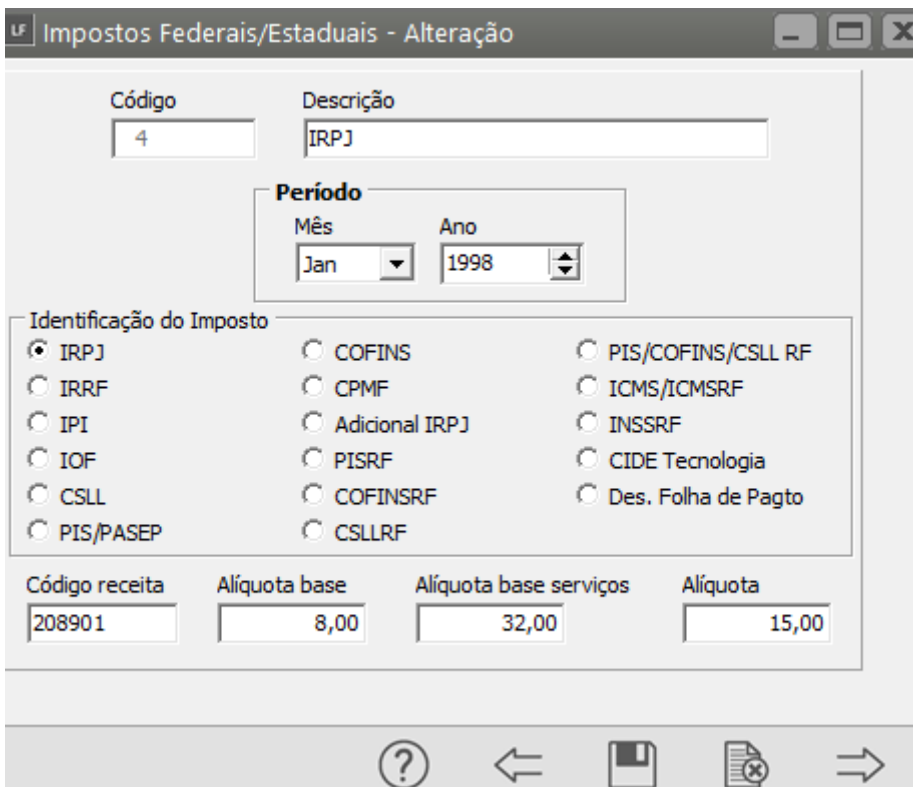 LF Impostos Federais/Estaduais - Alteração
Código Descrição
4 IRPJ
Período
Mês Ano
Jan 1998
Identificação do Imposto
IRPJ COFINS PIS/COFINS/CSLL RF
IRRF CPMF ICMS/ICMSRF
IPI Adicional IRPJ INSSRF
IOF PISRF CIDE Tecnologia
CSLL COFINSRF Des. Folha de Pagto
PIS/PASEP CSLLRF
Código receita Alíquota base Alíquota base serviços Alíquota
208901 8,00 32,00 15,00
?